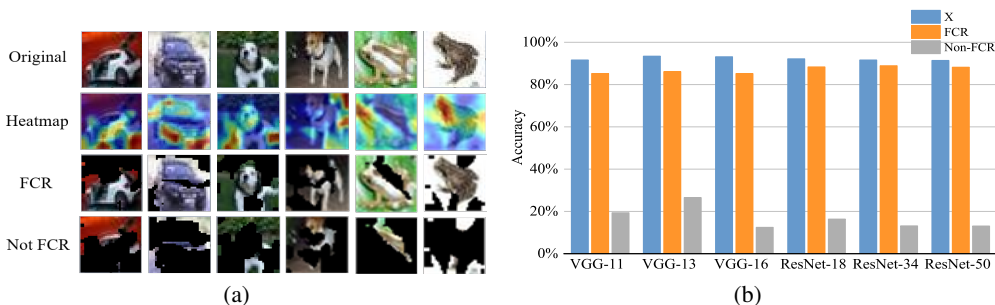 Original
Heatmap
FCR
Not FCR
(a)
X
FCR
Non-FCR
100%
80%
60%
40%
20%
0%
Accuracy
VGG-11 VGG-13 VGG-16 ResNet-18 ResNet-34 ResNet-50
(b)